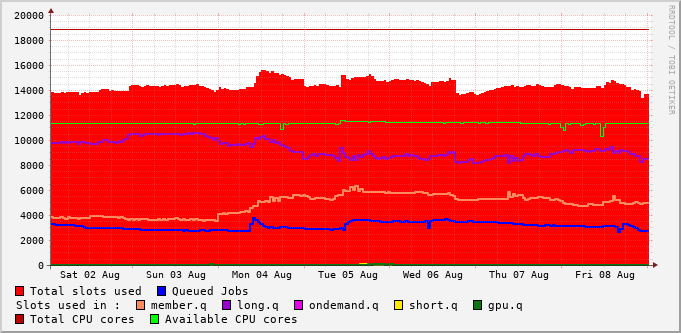 20000
18000
16000
14000
12000
10000
8000
6000
4000
2000
0
Sat 02 Aug Sun 03 Aug Mon 04 Aug Tue 05 Aug Wed 06 Aug Thu 07 Aug Fri 08 Aug
Total slots used Queued Jobs
Slots used in : member.q long.q ondemand.q short.q gpu.q
Total CPU cores Available CPU cores
RRDTOOL / TOBI OETIKER